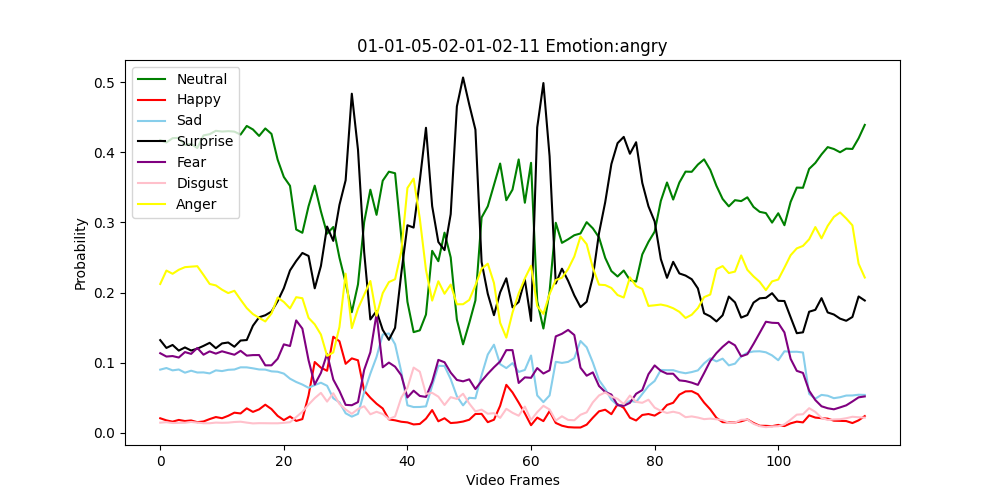 01-01-05-02-01-02-11 Emotion:angry
Neutral
Happy
Sad
Surprise
Fear
Disgust
Anger
0.5
0.4
0.3
0.2
0.1
0.0
Probability
0 20 40 60 80 100
Video Frames